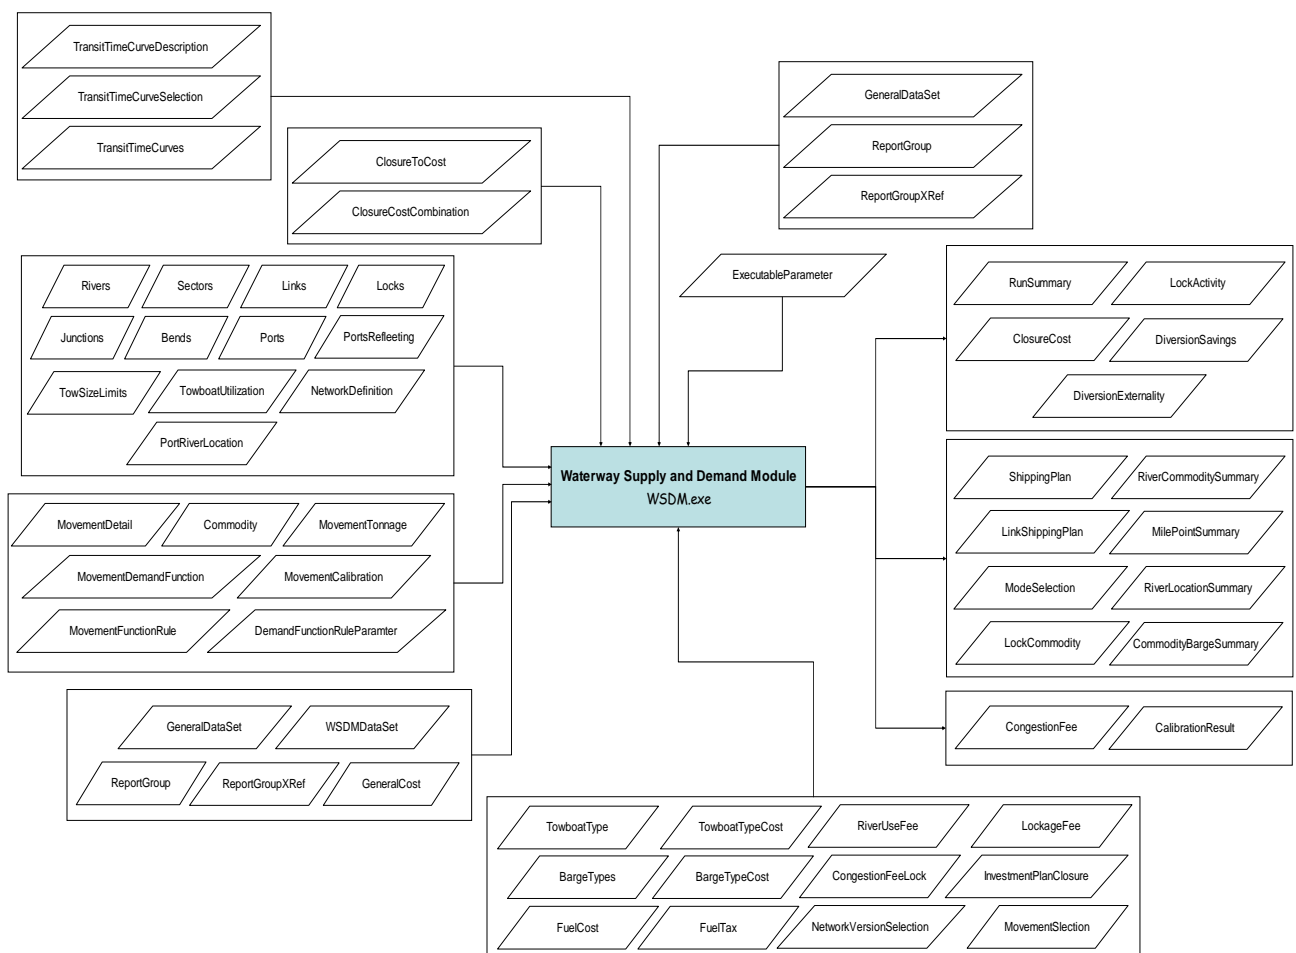 TransitTimeCurveDescription
TransitTimeCurveSelection
TransitTimeCurves
ClosureToCost
ClosureCostCombination
GeneralDataSet
ReportGroup
ReportGroupXRef
ExecutableParameter
Rivers
Sectors
Links
Locks
Junctions
Bends
Ports
PortsRefleeting
TowSizeLimits
TowboatUtilization
NetworkDefinition
PortRiverLocation
MovementDetail
Commodity
MovementTonnage
MovementDemandFunction
MovementCalibration
MovementFunctionRule
DemandFunctionRuleParamter
GeneralDataSet
WSDMDataSet
ReportGroup
ReportGroupXRef
GeneralCost
Waterway Supply and Demand Module
WSDM.exe
RunSummary
LockActivity
ClosureCost
DiversionSavings
DiversionExternality
ShippingPlan
RiverCommoditySummary
LinkShippingPlan
MilePointSummary
ModeSelection
RiverLocationSummary
LockCommodity
CommodityBargeSummary
CongestionFee
CalibrationResult
TowboatType
TowboatTypeCost
RiverUseFee
LockageFee
BargeTypes
BargeTypeCost
CongestionFeeLock
InvestmentPlanClosure
FuelCost
FuelTax
NetworkVersionSelection
MovementSlection